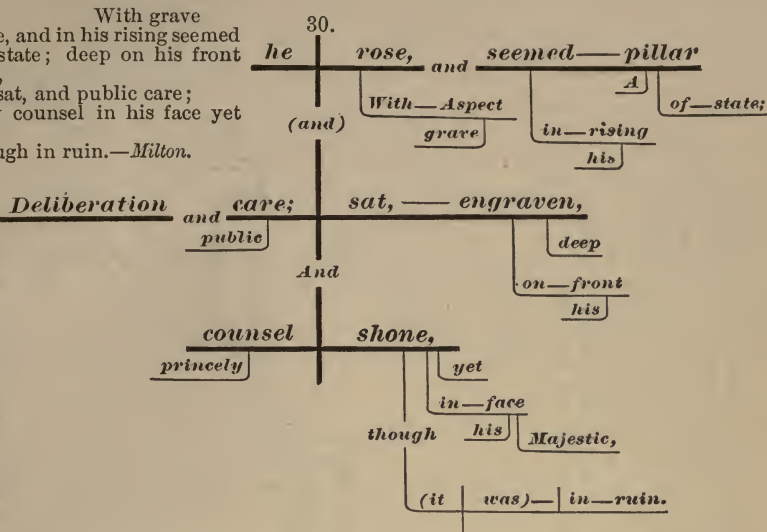 With grave
e, and in his rising seemed
state; deep on his front
sat, and public care;
counsel in his face yet
ugh in ruin.—Milton.
30.
he rose, and seemed—pillar
With—Aspect A of—state;
(and) grave in—rising
his
Deliberation and care; sat,—engraven,
public deep
And on—front
his
counsel shone,
princely yet
in—face
though his Majestic,
(it was)—in—ruin.